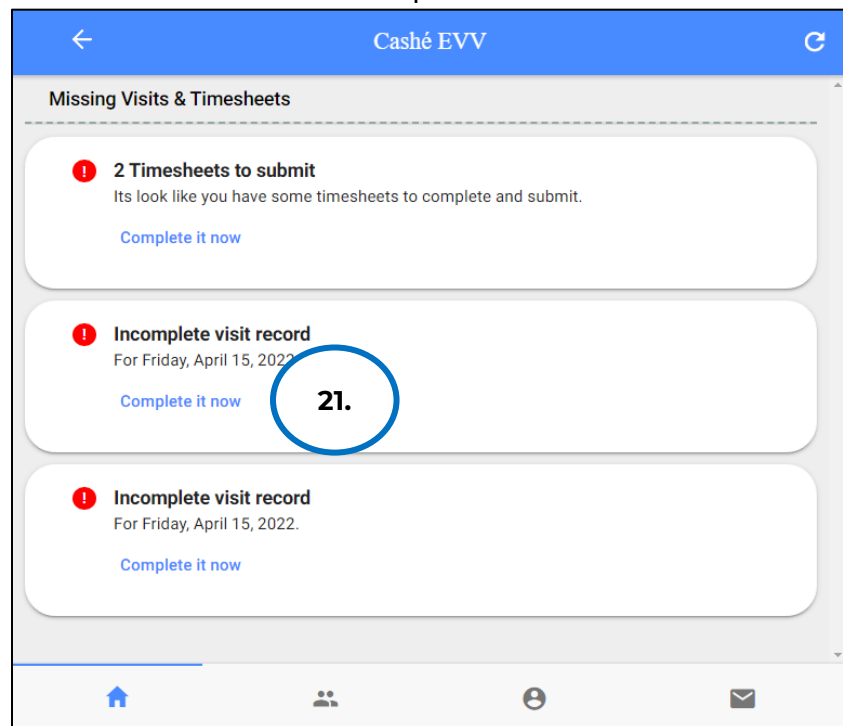 Cashé EVV
Missing Visits & Timesheets
2 Timesheets to submit
Its look like you have some timesheets to complete and submit.
Complete it now
Incomplete visit record
For Friday, April 15, 2022
Complete it now
21.
Incomplete visit record
For Friday, April 15, 2022.
Complete it now